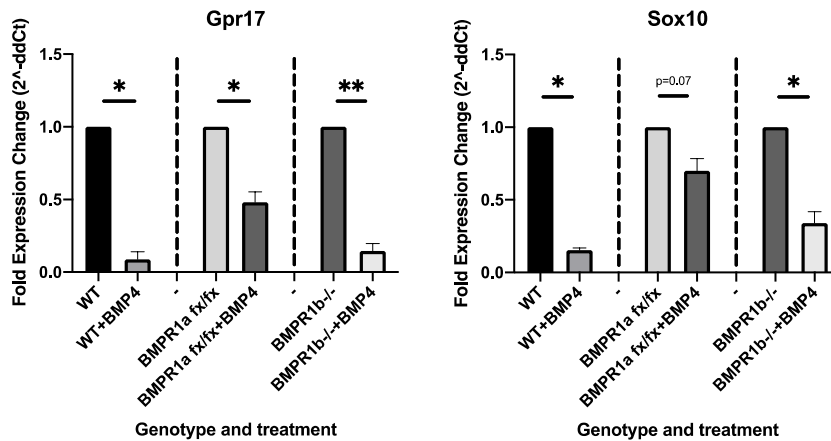 Gpr17
Fold Expression Change (2^-ddCt)
1.5
1.0
0.5
0.0
*
*
**
WT
WT+BMP4
-
BMPR1a fx/fx
BMPR1a fx/fx+BMP4
-
BMPR1b-/-
BMPR1b-/-+BMP4
Genotype and treatment
Sox10
Fold Expression Change (2^-ddCt)
1.5
1.0
0.5
0.0
*
p=0.07
*
WT
WT+BMP4
-
BMPR1a fx/fx
BMPR1a fx/fx+BMP4
-
BMPR1b-/-
BMPR1b-/-+BMP4
Genotype and treatment